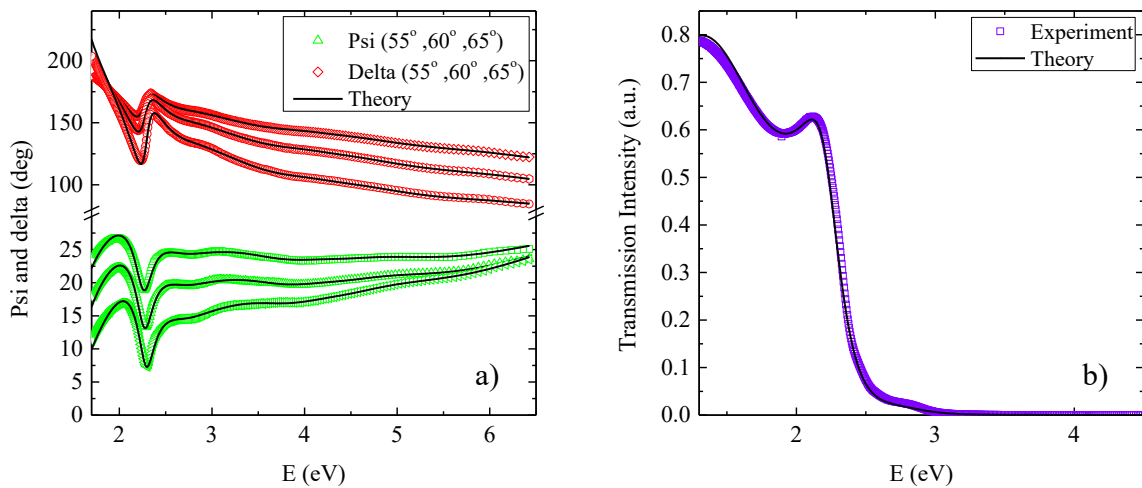 Psi (55° ,60° ,65°)
Delta (55° ,60° ,65°)
Theory
200
150
100
25
20
15
10
5
0
Psi and delta (deg)
2 3 4 5 6
E (eV)
a)
Experiment
Theory
0.8
0.7
0.6
0.5
0.4
0.3
0.2
0.1
0.0
Transmission Intensity (a.u.)
2 3 4
E (eV)
b)